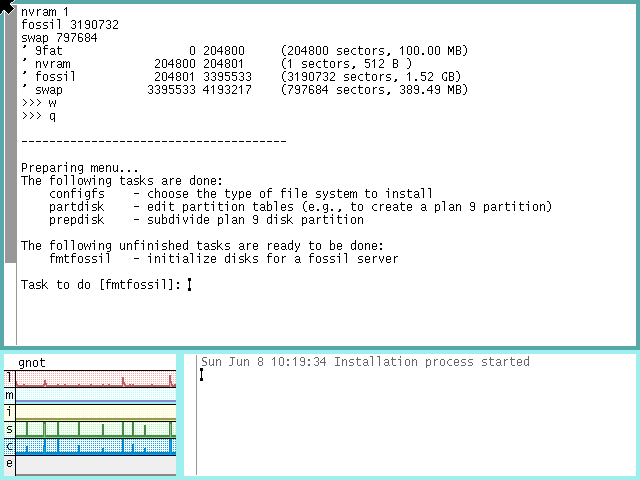 nvram 1
fossil 3190732
swap 797684
' 9fat                  0 204800     (204800 sectors, 100.00 MB)
' nvram            204800 204801     (1 sectors, 512 B )
' fossil           204801 3395533    (3190732 sectors, 1.52 GB)
' swap            3395533 4193217    (797684 sectors, 389.49 MB)
>>> w
>>> q
--------------------------------------
Preparing menu...
The following tasks are done:
    configfs    - choose the type of file system to install
    partdisk    - edit partition tables (e.g., to create a plan 9 partition)
    prepdisk    - subdivide plan 9 disk partition
The following unfinished tasks are ready to be done:
    fmtfossil   - initialize disks for a fossil server
Task to do [fmtfossil]:
gnot
l
m
i
s
c
e
Sun Jun 8 10:19:34 Installation process started